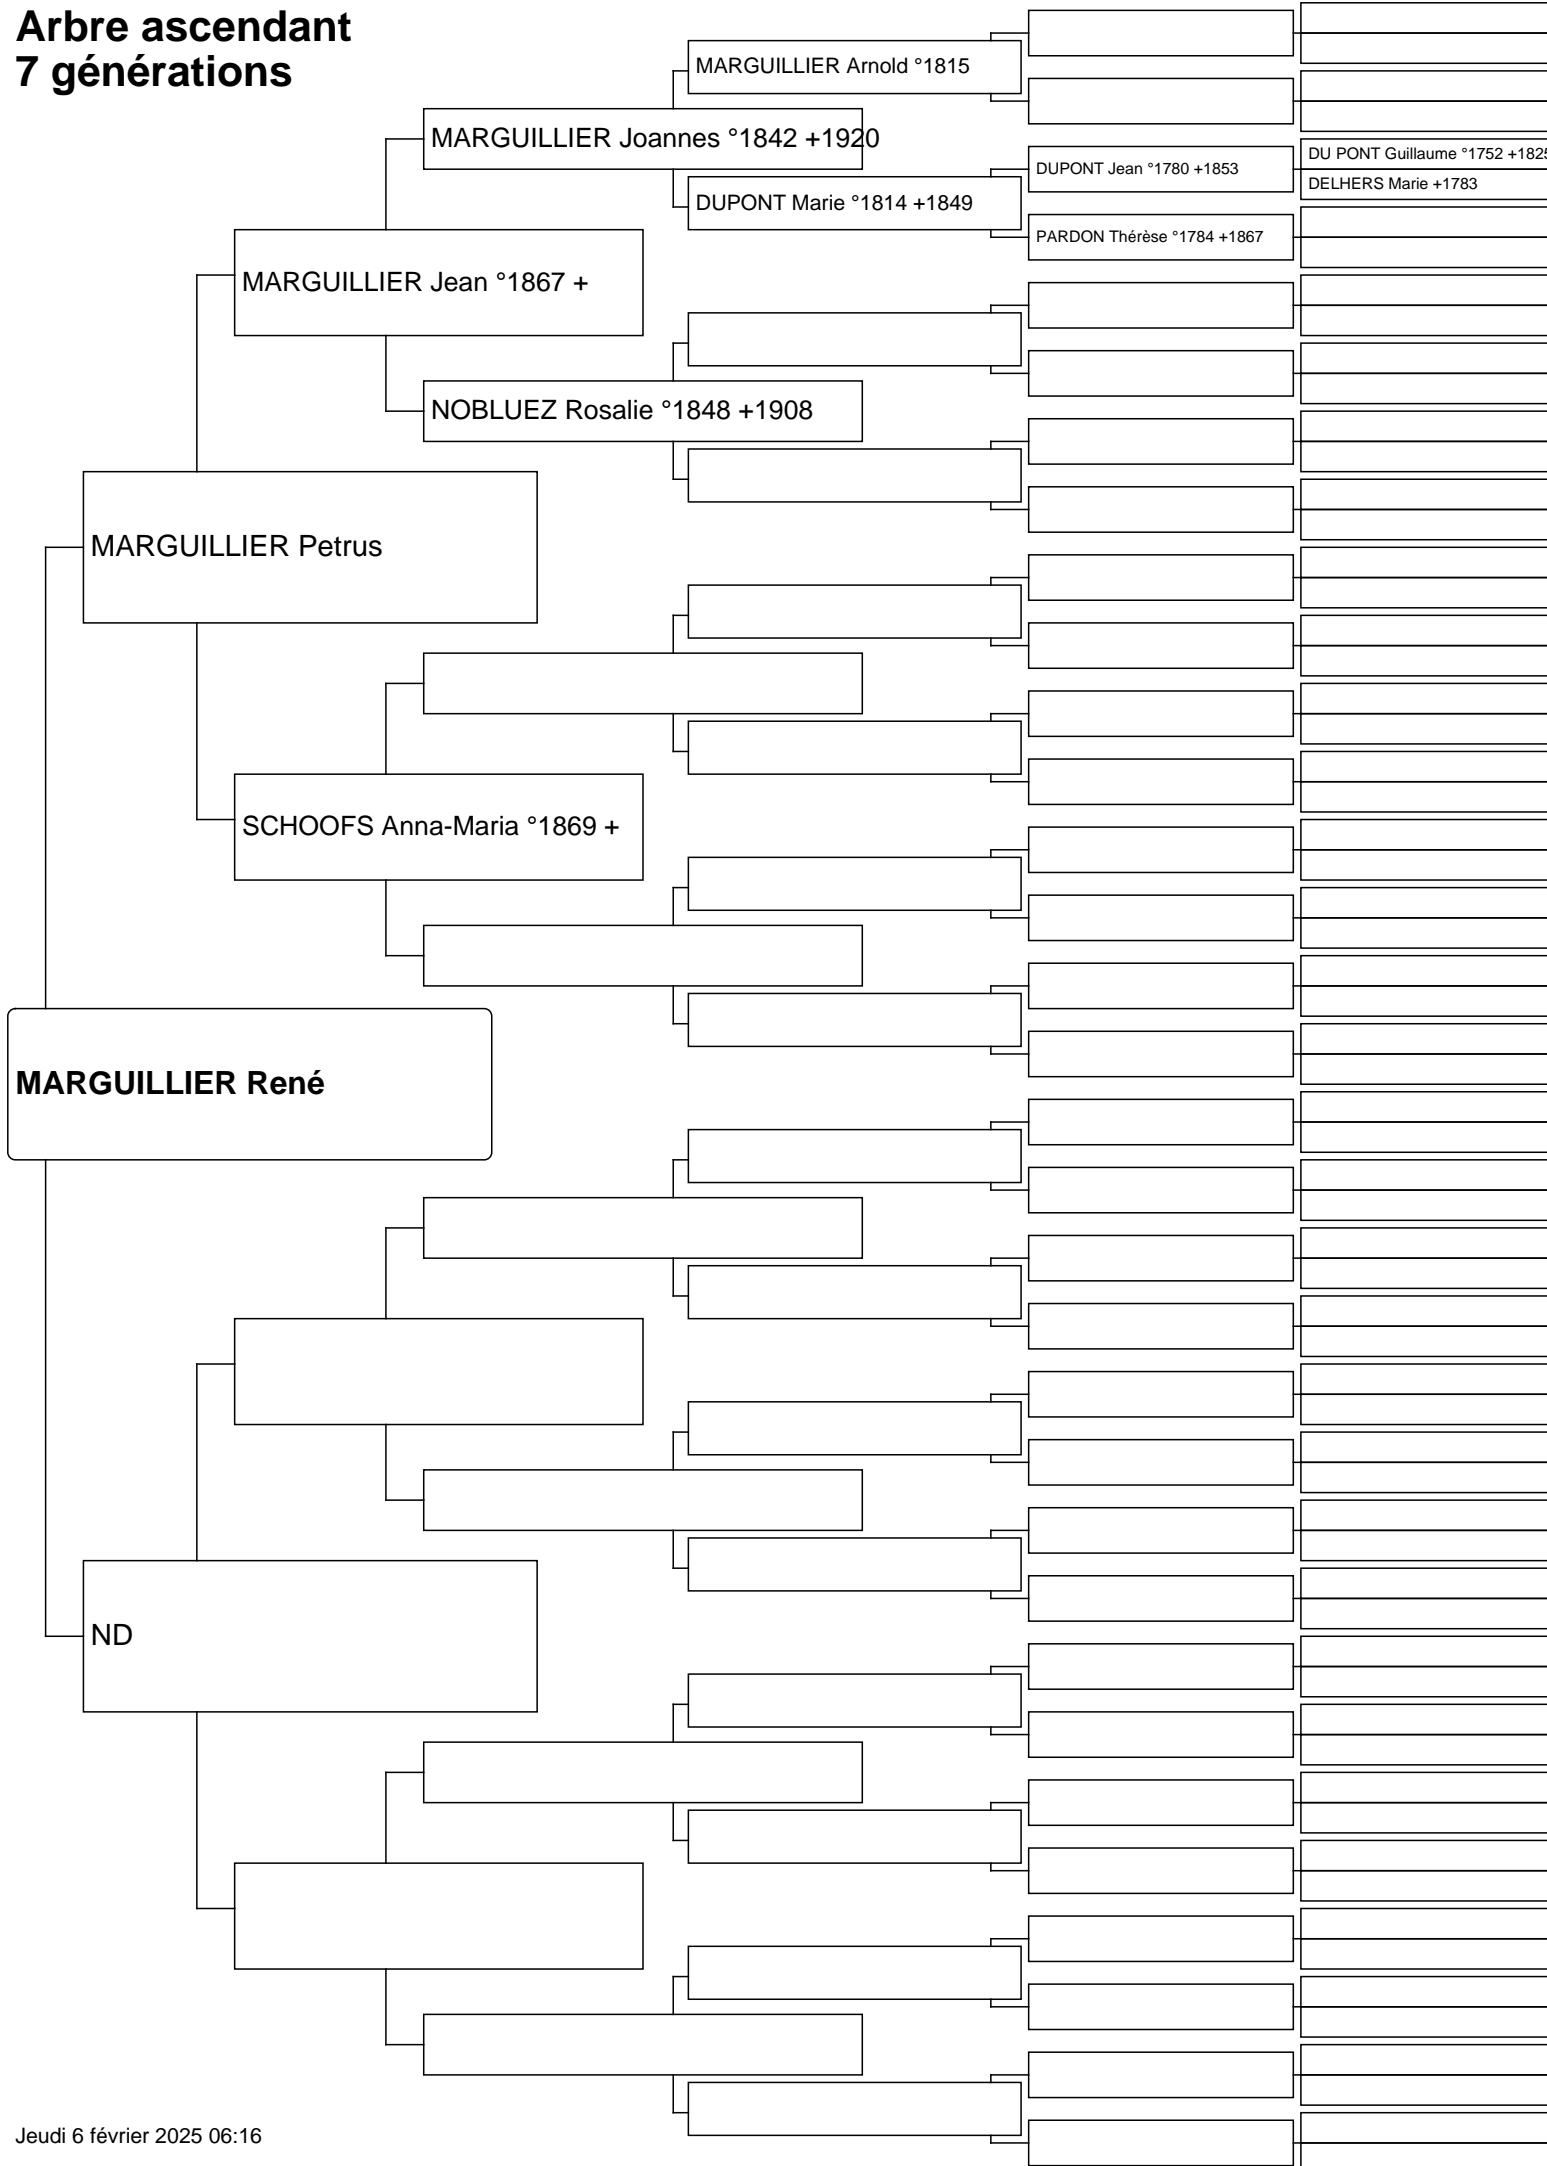 Arbre ascendant
7 générations
MARGUILLIER Arnold °1815
MARGUILLIER Joannes °1842 +1920
DU PONT Guillaume °1752 +1825
DUPONT Jean °1780 +1853
DELHERS Marie +1783
DUPONT Marie °1814 +1849
PARDON Thérèse °1784 +1867
MARGUILLIER Jean °1867 +
NOBLUEZ Rosalie °1848 +1908
MARGUILLIER Petrus
SCHOOFS Anna-Maria °1869 +
MARGUILLIER René
ND
Jeudi 6 février 2025 06:16